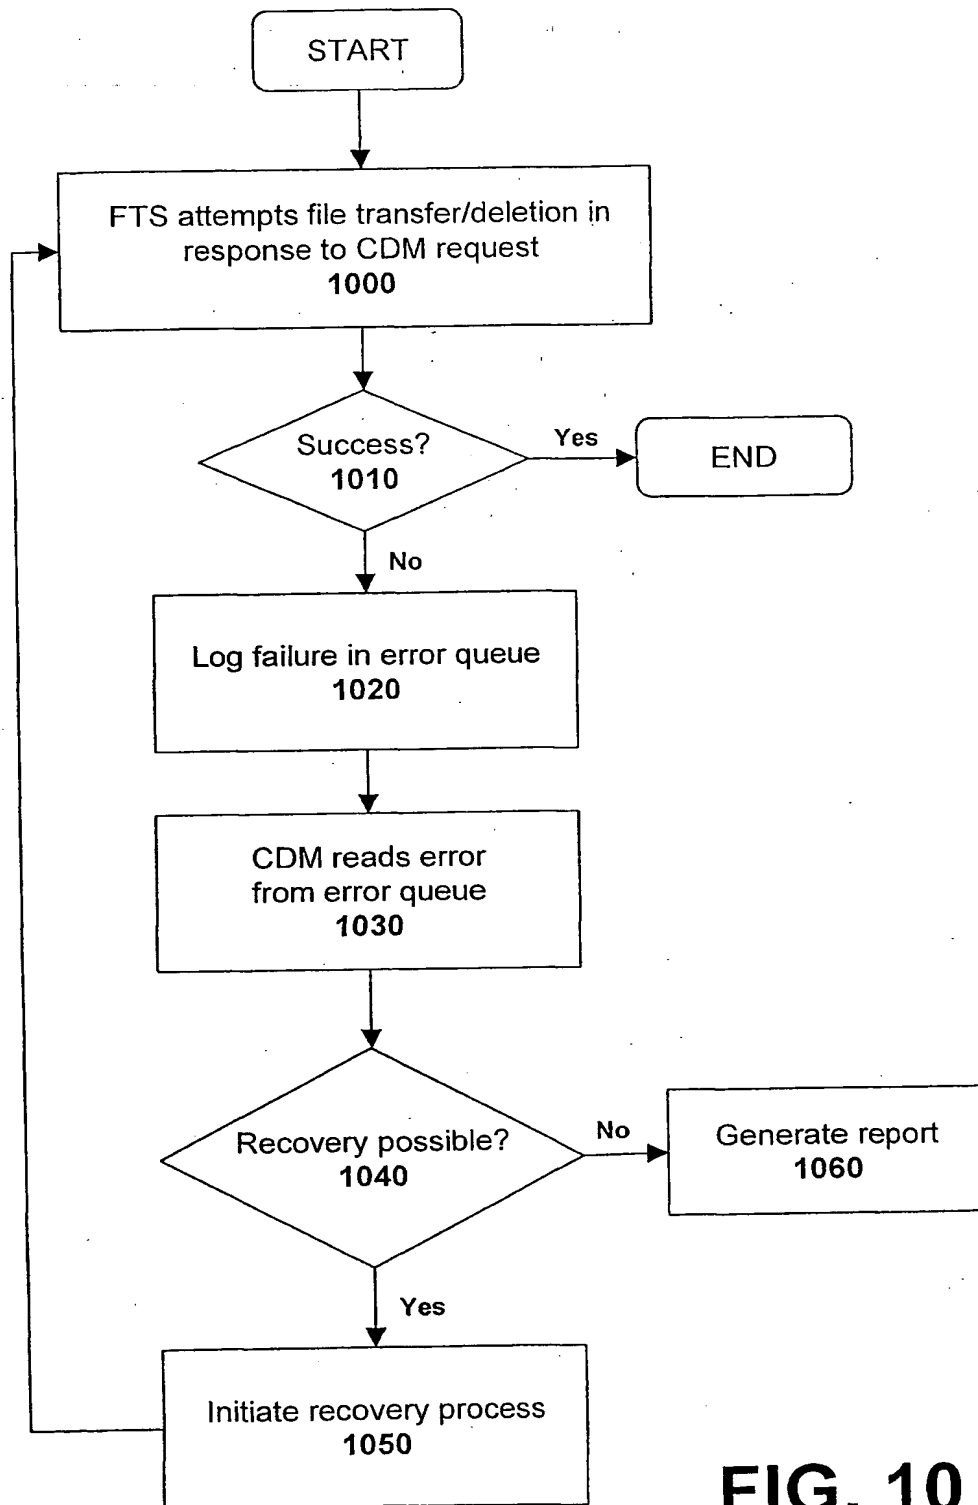 START
FTS attempts file transfer/deletion in
response to CDM request
1000
Success?
1010
Yes
END
No
Log failure in error queue
1020
CDM reads error
from error queue
1030
Recovery possible?
1040
No
Generate report
1060
Yes
Initiate recovery process
1050
FIG. 10